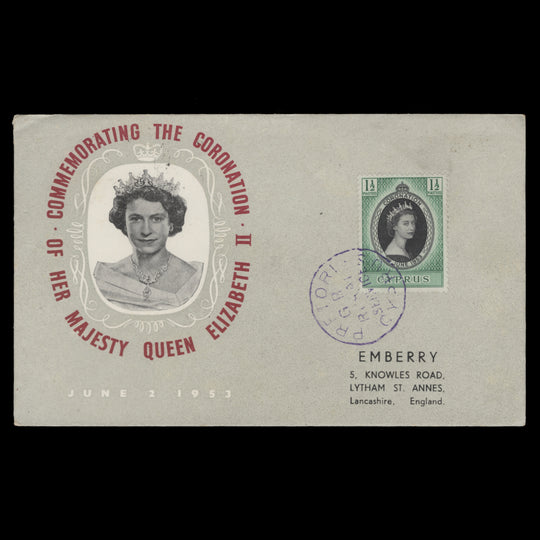 COMMEMORATING THE CORONATION · II
· OF HER MAJESTY QUEEN ELIZABETH
JUNE 2 1953
1½ 1½
CORONATION
2 JUNE 1953
CYPRUS
EMBERRY
5, KNOWLES ROAD,
LYTHAM ST. ANNES,
Lancashire, England.